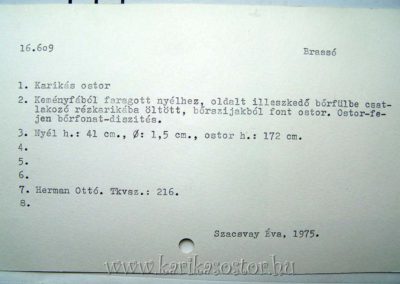 16.609 Brassó
1. Karikás ostor
2. Keményfából faragott nyélhez, oldalt illeszkedő bőrfülbe csat-
lakozó rézkarikába öltött, bőrszijakból font ostor. Ostor-fe-
jen bőrfonat-diszités.
3. Nyél h.: 41 cm., Ø: 1,5 cm., ostor h.: 172 cm.
4.
5.
6.
7. Herman Ottó. Tkvsz.: 216.
8.
Szacsvay Éva, 1975.
www.karikasostor.hu